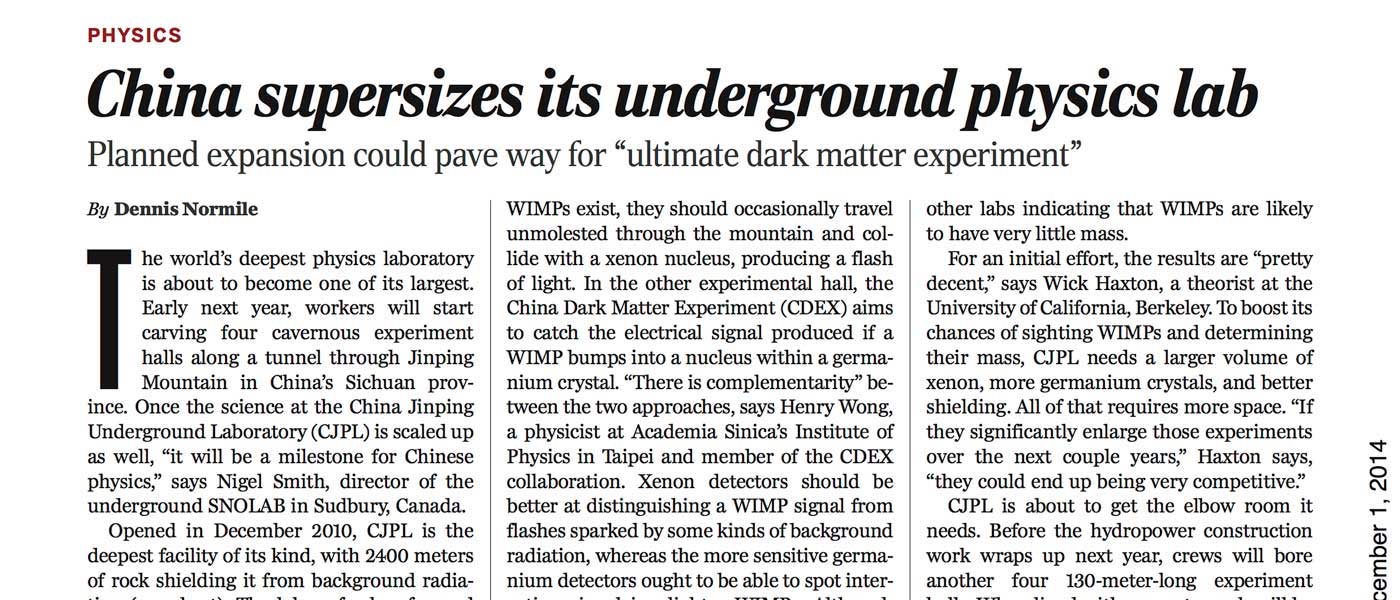 PHYSICS
China supersizes its underground physics lab
Planned expansion could pave way for “ultimate dark matter experiment”
By Dennis Normile
The world’s deepest physics laboratory
is about to become one of its largest.
Early next year, workers will start
carving four cavernous experiment
halls along a tunnel through Jinping
Mountain in China’s Sichuan prov-
ince. Once the science at the China Jinping
Underground Laboratory (CJPL) is scaled up
as well, “it will be a milestone for Chinese
physics,” says Nigel Smith, director of the
underground SNOLAB in Sudbury, Canada.
Opened in December 2010, CJPL is the
deepest facility of its kind, with 2400 meters
of rock shielding it from background radia-
WIMPs exist, they should occasionally travel
unmolested through the mountain and col-
lide with a xenon nucleus, producing a flash
of light. In the other experimental hall, the
China Dark Matter Experiment (CDEX) aims
to catch the electrical signal produced if a
WIMP bumps into a nucleus within a germa-
nium crystal. “There is complementarity” be-
tween the two approaches, says Henry Wong,
a physicist at Academia Sinica’s Institute of
Physics in Taipei and member of the CDEX
collaboration. Xenon detectors should be
better at distinguishing a WIMP signal from
flashes sparked by some kinds of background
radiation, whereas the more sensitive germa-
nium detectors ought to be able to spot inter-
other labs indicating that WIMPs are likely
to have very little mass.
For an initial effort, the results are “pretty
decent,” says Wick Haxton, a theorist at the
University of California, Berkeley. To boost its
chances of sighting WIMPs and determining
their mass, CJPL needs a larger volume of
xenon, more germanium crystals, and better
shielding. All of that requires more space. “If
they significantly enlarge those experiments
over the next couple years,” Haxton says,
“they could end up being very competitive.”
CJPL is about to get the elbow room it
needs. Before the hydropower construction
work wraps up next year, crews will bore
another four 130-meter-long experiment
cember 1, 2014